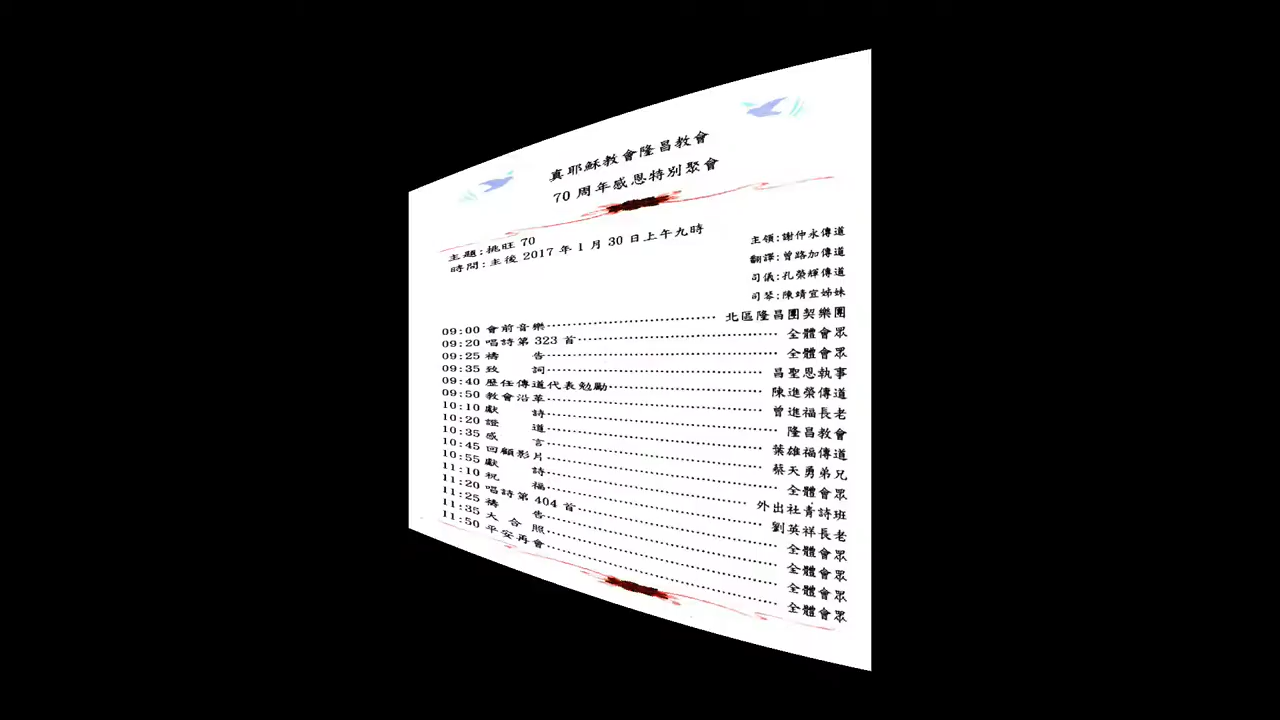 真耶穌教會隆昌教會
70 周年感恩特別聚會
主題:挑旺 70
時間:主後 2017 年 1 月 30 日上午九時
主領:謝仲永傳道
翻譯:曾路加傳道
司儀:孔榮輝傳道
司琴:陳靖宜姊妹
09:00 會前音樂 北區隆昌團契樂團
09:20 唱詩第 323 首 全體會眾
09:25 禱 告 全體會眾
09:35 致 詞 昌聖恩執事
09:40 歷任傳道代表勉勵 陳進榮傳道
09:50 教會沿革 曾進福長老
10:10 獻 詩 隆昌教會
10:20 證 道 葉雄福傳道
10:35 感 言 蔡天勇弟兄
10:45 回顧影片 全體會眾
10:55 獻 詩 外出社青詩班
11:10 祝 福 劉英祥長老
11:20 唱詩第 404 首 全體會眾
11:25 禱 告 全體會眾
11:35 大 合 照 全體會眾
11:50 平安再會 全體會眾